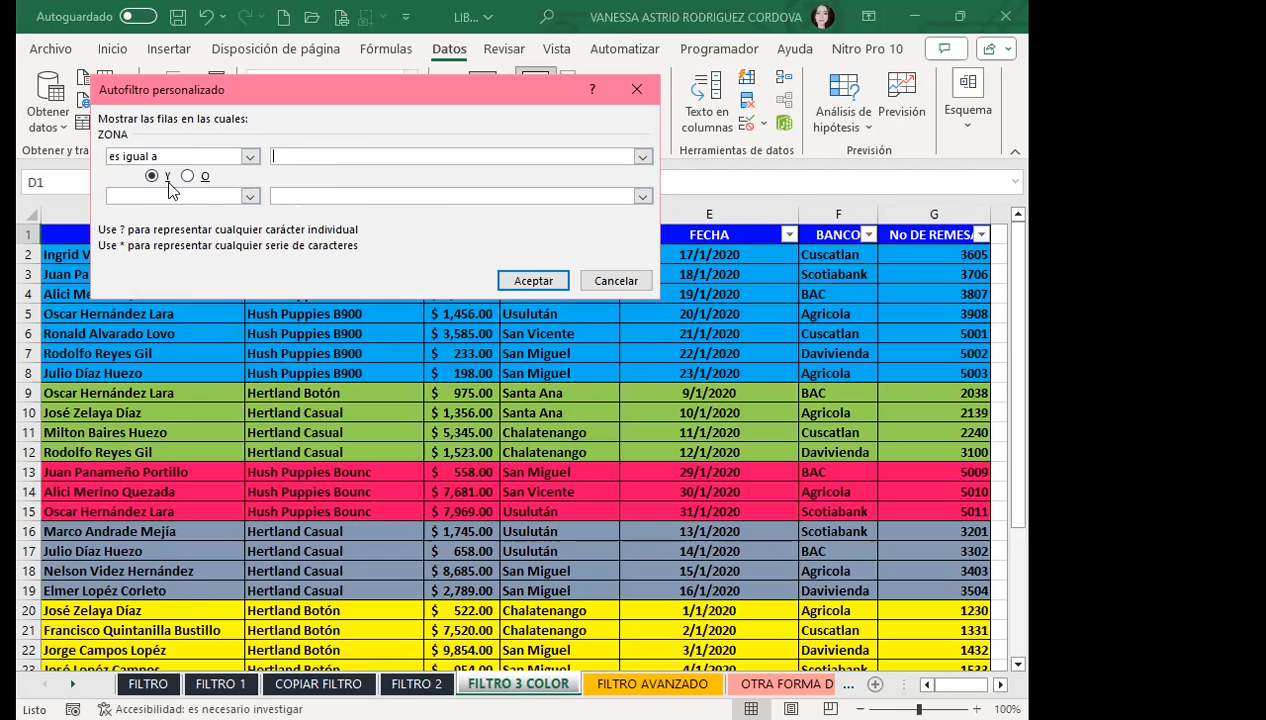 Autoguardado LIB... VANESSA ASTRID RODRIGUEZ CORDOVA
Archivo Inicio Insertar Disposición de página Fórmulas Datos Revisar Vista Automatizar Programador Ayuda Nitro Pro 10
Obtener datos
Texto en columnas
Análisis de hipótesis
Previsión
Esquema
Obtener y tra
Herramientas de datos
Previsión
Autofiltro personalizado ?
Mostrar las filas en las cuales:
ZONA
es igual a
Y O
Use ? para representar cualquier carácter individual
Use * para representar cualquier serie de caracteres
Aceptar Cancelar
D1
E F G
1 FECHA BANCO No DE REMESA
2 Ingrid V 17/1/2020 Cuscatlan 3605
3 Juan Pa 18/1/2020 Scotiabank 3706
4 Alici Me 19/1/2020 BAC 3807
5 Oscar Hernández Lara Hush Puppies B900 $ 1,456.00 Usulután 20/1/2020 Agricola 3908
6 Ronald Alvarado Lovo Hush Puppies B900 $ 3,585.00 San Vicente 21/1/2020 Cuscatlan 5001
7 Rodolfo Reyes Gil Hush Puppies B900 $ 233.00 San Miguel 22/1/2020 Davivienda 5002
8 Julio Díaz Huezo Hush Puppies B900 $ 198.00 San Miguel 23/1/2020 Agricola 5003
9 Oscar Hernández Lara Hertland Botón $ 975.00 Santa Ana 9/1/2020 BAC 2038
10 José Zelaya Díaz Hertland Casual $ 1,356.00 Santa Ana 10/1/2020 Agricola 2139
11 Milton Baires Huezo Hertland Casual $ 5,345.00 Chalatenango 11/1/2020 Cuscatlan 2240
12 Rodolfo Reyes Gil Hertland Casual $ 1,523.00 Chalatenango 12/1/2020 Davivienda 3100
13 Juan Panameño Portillo Hush Puppies Bounc $ 558.00 San Miguel 29/1/2020 BAC 5009
14 Alici Merino Quezada Hush Puppies Bounc $ 7,681.00 San Vicente 30/1/2020 Agricola 5010
15 Oscar Hernández Lara Hush Puppies Bounc $ 7,969.00 Usulután 31/1/2020 Scotiabank 5011
16 Marco Andrade Mejía Hertland Casual $ 1,745.00 Usulután 13/1/2020 Scotiabank 3201
17 Julio Díaz Huezo Hertland Casual $ 658.00 Usulután 14/1/2020 BAC 3302
18 Nelson Videz Hernández Hertland Casual $ 8,685.00 San Miguel 15/1/2020 Agricola 3403
19 Elmer Lopéz Corleto Hertland Casual $ 2,789.00 San Miguel 16/1/2020 Davivienda 3504
20 José Zelaya Díaz Hertland Botón $ 522.00 Chalatenango 1/1/2020 Agricola 1230
21 Francisco Quintanilla Bustillo Hertland Botón $ 7,520.00 Chalatenango 2/1/2020 Cuscatlan 1331
22 Jorge Campos Lopéz Hertland Botón $ 9,854.00 San Miguel 3/1/2020 Davivienda 1432
23 José Lopéz Campos Hertland Botón $ 954.00 San Miguel 4/1/2020 Scotiabank 1533
FILTRO FILTRO 1 COPIAR FILTRO FILTRO 2 FILTRO 3 COLOR FILTRO AVANZADO OTRA FORMA D ...
Listo Accesibilidad: es necesario investigar 100%